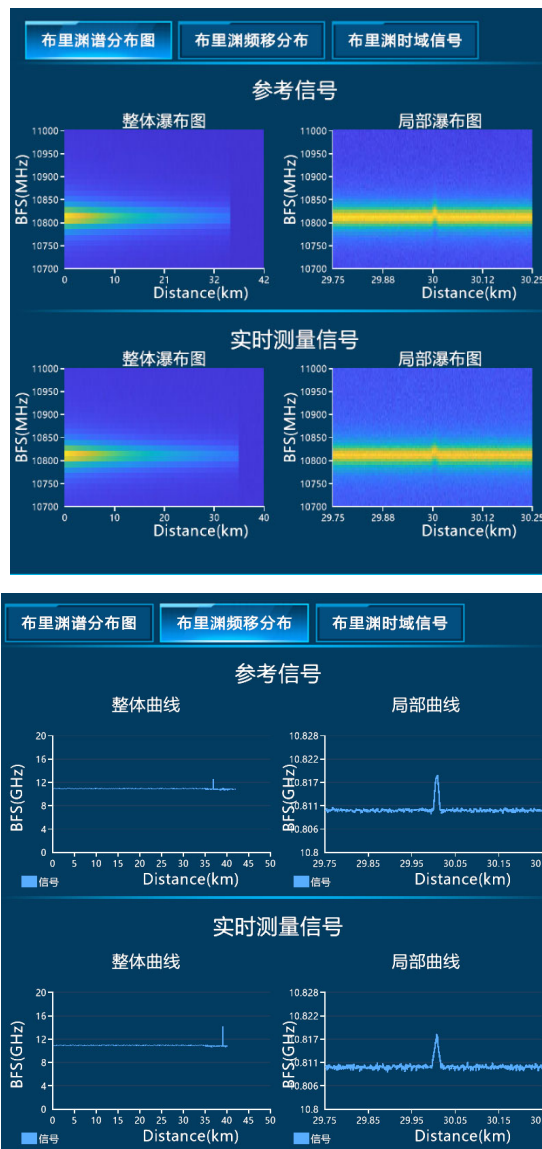 布里渊谱分布图 布里渊频移分布 布里渊时域信号
参考信号
整体瀑布图 局部瀑布图
11000 11000
10950 10950
10900 10900
10850 10850
10800 10800
10750 10750
10700 10700
BFS(MHz) BFS(MHz)
0 10 21 32 42 29.75 29.88 30 30.12 30.25
Distance(km) Distance(km)
实时测量信号
整体瀑布图 局部瀑布图
11000 11000
10950 10950
10900 10900
10850 10850
10800 10800
10750 10750
10700 10700
BFS(MHz) BFS(MHz)
0 10 20 30 40 29.75 29.88 30 30.12 30.25
Distance(km) Distance(km)
布里渊谱分布图 布里渊频移分布 布里渊时域信号
参考信号
整体曲线 局部曲线
20 10.828
16 10.822
12 10.817
8 10.811
4 10.806
0 10.8
BFS(GHz) BFS(GHz)
0 5 10 15 20 25 30 35 40 45 50 29.75 29.85 29.95 30.05 30.15 30
信号 Distance(km) 信号 Distance(km)
实时测量信号
整体曲线 局部曲线
20 10.828
16 10.822
12 10.817
8 10.811
4 10.806
0 10.8
BFS(GHz) BFS(GHz)
0 5 10 15 20 25 30 35 40 45 50 29.75 29.85 29.95 30.05 30.15 30
信号 Distance(km) 信号 Distance(km)